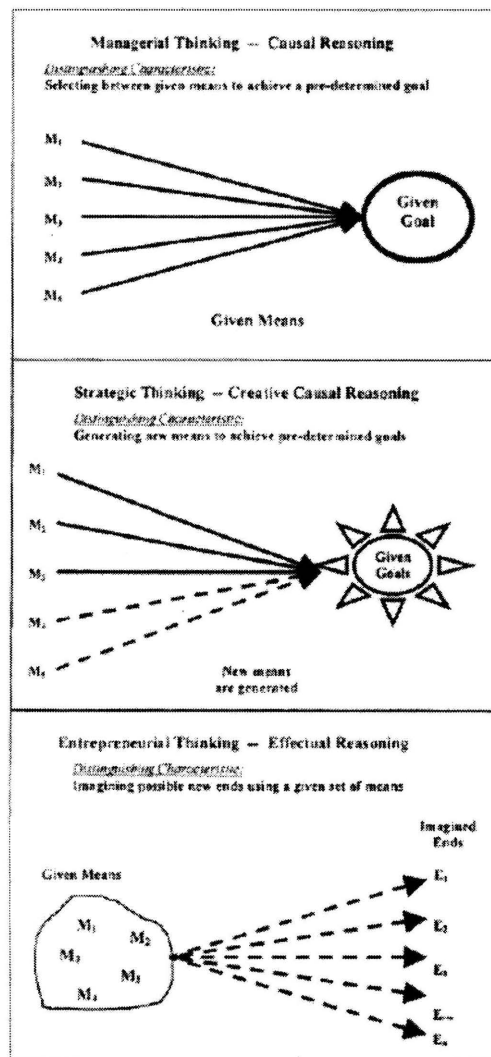 Managerial Thinking -- Causal Reasoning
Distinguishing Characteristic:
Selecting between given means to achieve a pre-determined goal
M₁
M₂
M₃
M₄
M₅
Given
Goal
Given Means
Strategic Thinking -- Creative Causal Reasoning
Distinguishing Characteristic:
Generating new means to achieve pre-determined goals
M₁
M₂
M₃
M₄
M₅
Given
Goals
New means
are generated
Entrepreneurial Thinking -- Effectual Reasoning
Distinguishing Characteristic:
Imagining possible new ends using a given set of means
Imagined
Ends
Given Means
M₁
M₂
M₃
M₅
M₄
E₁
E₂
E₃
E...
Eₙ